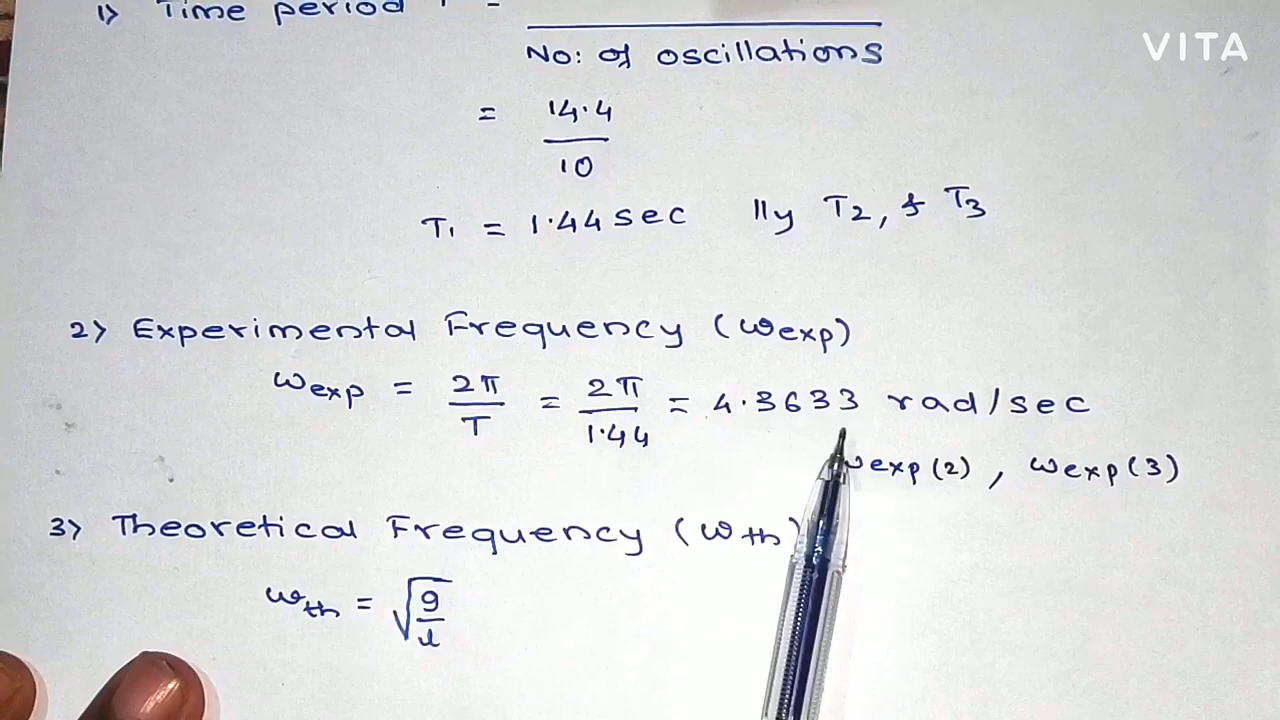 1) Time period : -
No: of oscillations
VITA
= 14.4 / 10
T1 = 1.44 sec lly T2, & T3
2) Experimental Frequency (ωexp)
ωexp = 2π/T = 2π/1.44 = 4.3633 rad/sec
ωexp(2), ωexp(3)
3) Theoretical Frequency (ωth)
ωth = √g/l